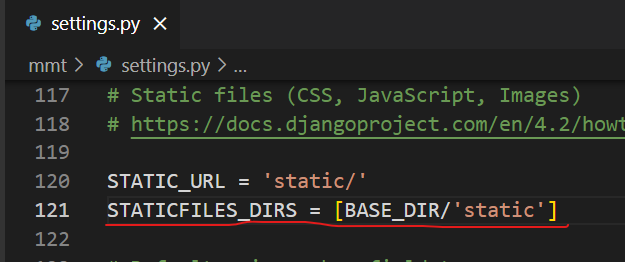 settings.py ×
mmt > settings.py > ...
117 # Static files (CSS, JavaScript, Images)
118 # https://docs.djangoproject.com/en/4.2/howt
119
120 STATIC_URL = 'static/'
121 STATICFILES_DIRS = [BASE_DIR/'static']
122